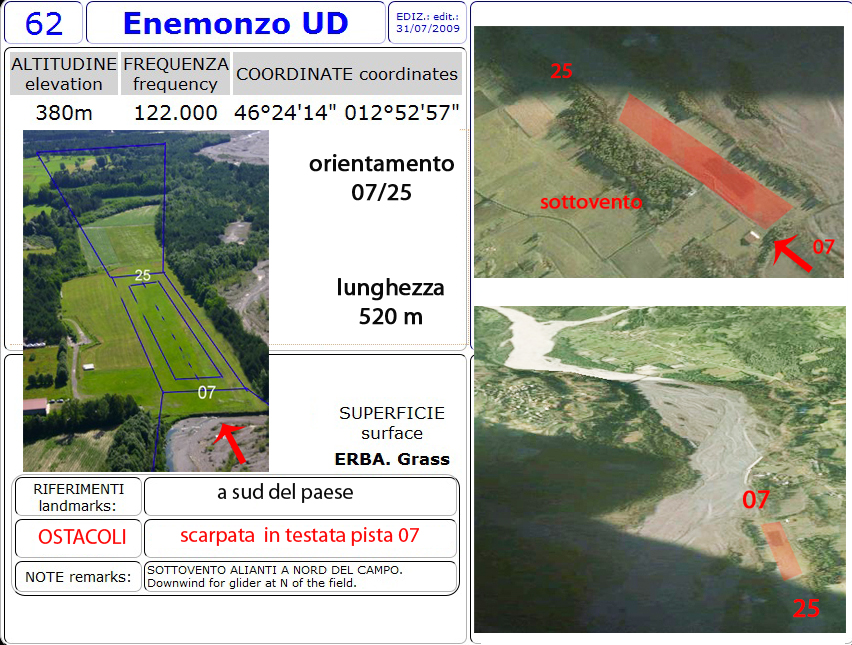 62
Enemonzo UD
EDIZ.: edit.:
31/07/2009
ALTITUDINE
elevation
FREQUENZA
frequency
COORDINATE coordinates
380m
122.000
46°24'14" 012°52'57"
orientamento
07/25
lunghezza
520 m
25
07
SUPERFICIE
surface
ERBA. Grass
RIFERIMENTI
landmarks:
a sud del paese
OSTACOLI
scarpata in testata pista 07
NOTE remarks:
SOTTOVENTO ALIANTI A NORD DEL CAMPO.
Downwind for glider at N of the field.
25
sottovento
07
07
25